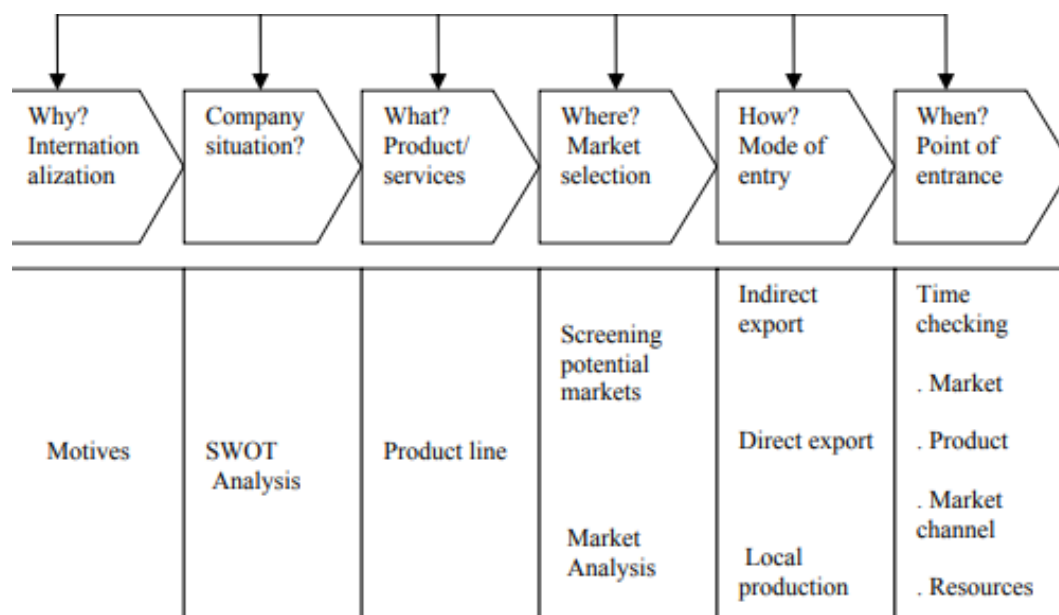 Why?
Internation
alization
Company
situation?
What?
Product/
services
Where?
Market
selection
How?
Mode of
entry
When?
Point of
entrance
Motives
SWOT
Analysis
Product line
Screening
potential
markets
Market
Analysis
Indirect
export
Direct export
Local
production
Time
checking
. Market
. Product
. Market
channel
. Resources